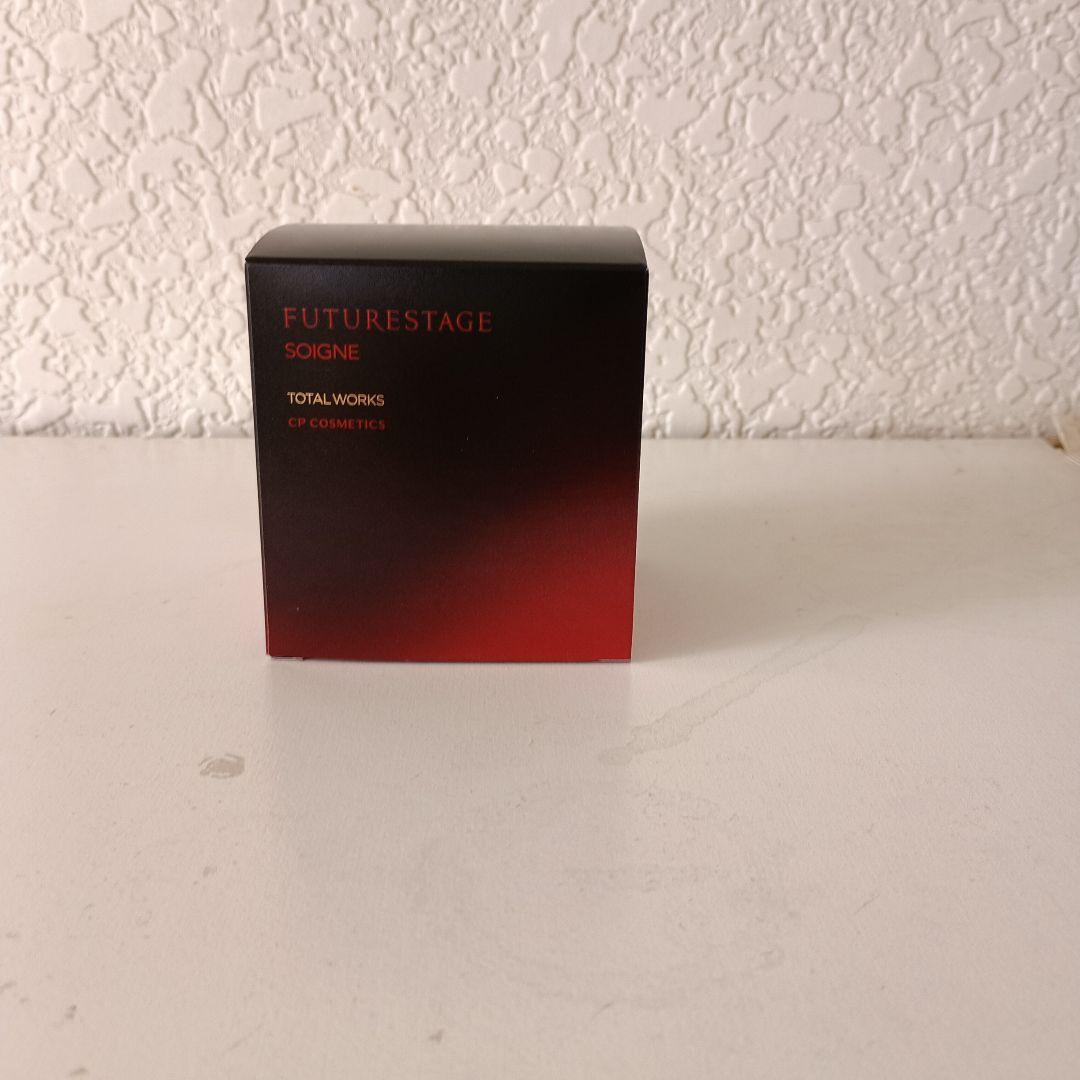 FUTURESTAGE
SOIGNE
TOTAL WORKS
CP COSMETICS